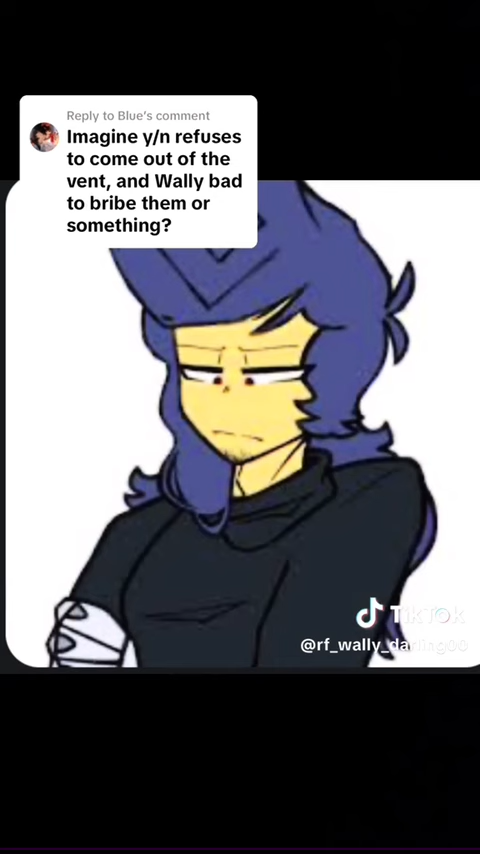 Reply to Blue's comment
Imagine y/n refuses
to come out of the
vent, and Wally bad
to bribe them or
something?
TikTok
@rf_wally_darling00